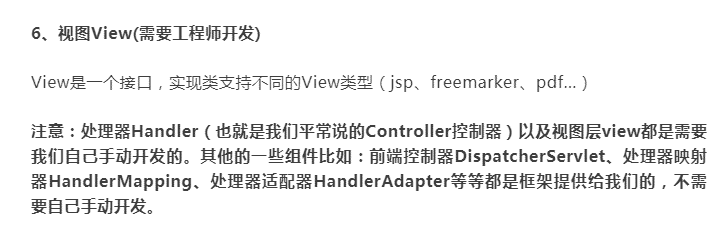 6、视图View(需要工程师开发)
View是一个接口，实现类支持不同的View类型（jsp、freemarker、pdf...）
注意：处理器Handler（也就是我们平常说的Controller控制器）以及视图层view都是需要
我们自己手动开发的。其他的一些组件比如：前端控制器DispatcherServlet、处理器映射
器HandlerMapping、处理器适配器HandlerAdapter等等都是框架提供给我们的，不需
要自己手动开发。